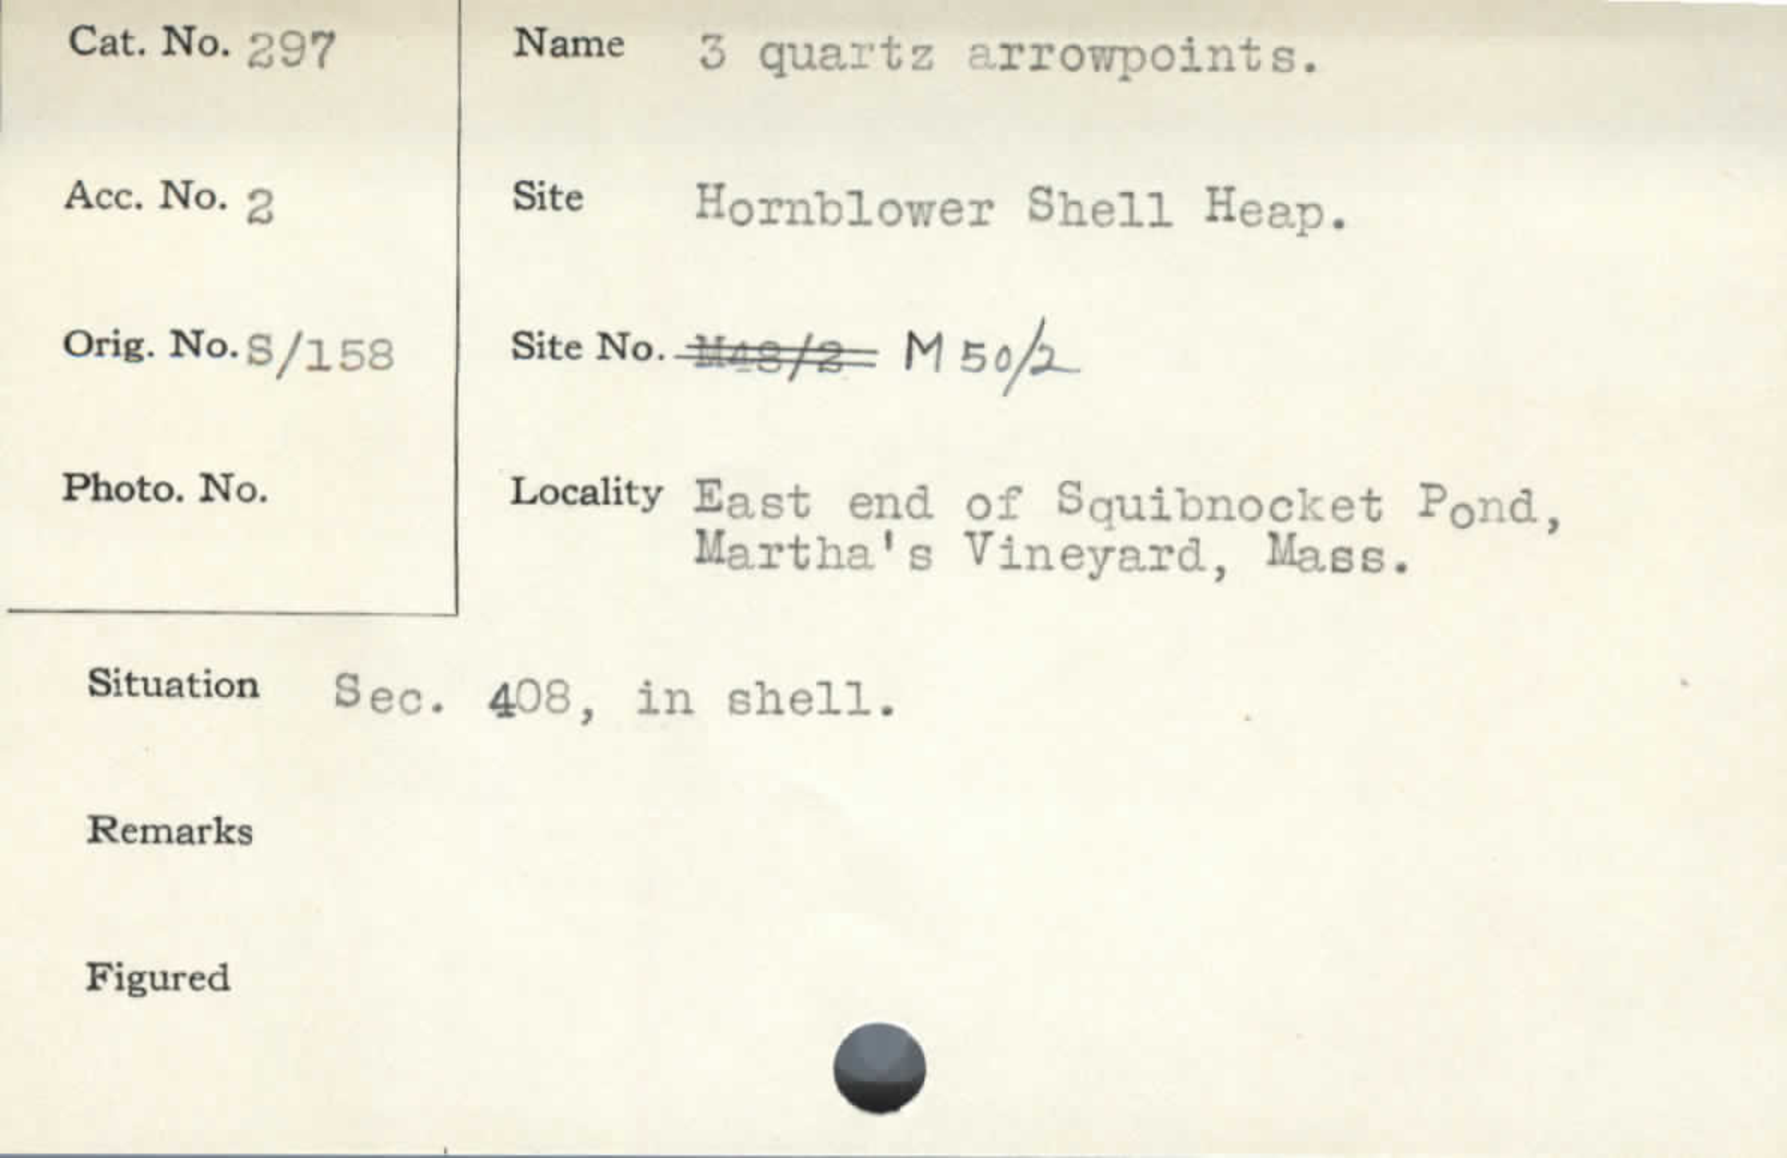 Cat. No. 297
Name 3 quartz arrowpoints.
Acc. No. 2
Site Hornblower Shell Heap.
Orig. No. S/158
Site No. M48/2 M 50/2
Photo. No.
Locality East end of Squibnocket Pond,
Martha's Vineyard, Mass.
Situation Sec. 408, in shell.
Remarks
Figured